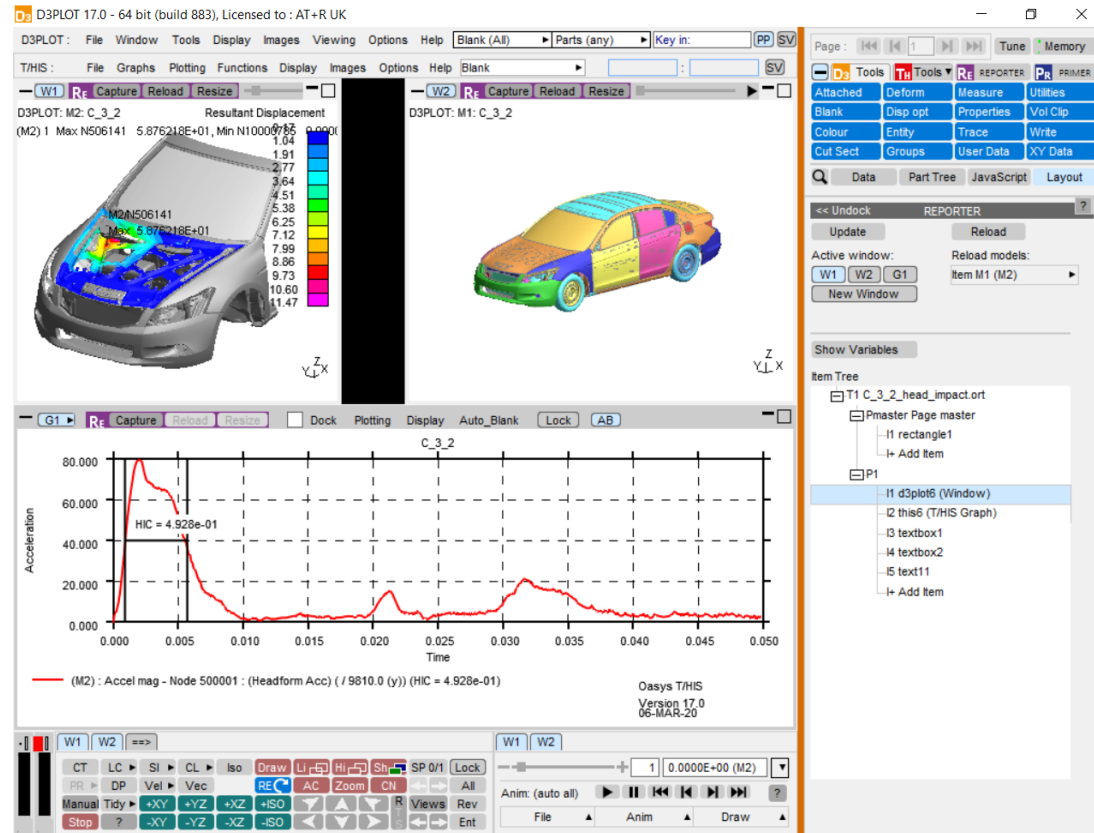 D3PLOT 17.0 - 64 bit (build 883), Licensed to : AT+R UK
D3PLOT : File Window Tools Display Images Viewing Options Help Blank (All) Parts (any) Key in: PP SV
T/HIS : File Graphs Plotting Functions Display Images Options Help Blank : SV
W1 RE Capture Reload Resize
D3PLOT: M2: C_3_2 Resultant Displacement
(M2) 1 Max N506141 5.876218E+01, Min N10000785 0.000(
0.17
1.04
1.91
2.77
3.64
4.51
5.38
6.25
7.12
7.99
8.86
9.73
10.60
11.47
M2/N506141
Max 5.876218E+01
Z
Y X
W2 RE Capture Reload Resize
D3PLOT: M1: C_3_2
Z
Y X
G1 RE Capture Reload Resize Dock Plotting Display Auto_Blank Lock AB
C_3_2
Acceleration
80.000
60.000
40.000
20.000
0.000
HIC = 4.928e-01
0.000 0.005 0.010 0.015 0.020 0.025 0.030 0.035 0.040 0.045 0.050
Time
(M2) : Accel mag - Node 500001 : (Headform Acc) ( / 9810.0 (y)) (HIC = 4.928e-01)
Oasys T/HIS
Version 17.0
06-MAR-20
W1 W2 ==>
CT LC SI CL Iso Draw Li Hi Sh SP 0/1 Lock
PR DP Vel Vec RE AC Zoom CN All
Manual Tidy +XY +YZ +XZ +ISO R Views Rev
Stop ? -XY -YZ -XZ -ISO T S Ent
W1 W2
1 0.0000E+00 (M2)
Anim: (auto all) ?
File Anim Draw
Page : 1 Tune Memory
D3 Tools TH Tools RE REPORTER PR PRIMER
Attached Deform Measure Utilities
Blank Disp opt Properties Vol Clip
Colour Entity Trace Write
Cut Sect Groups User Data XY Data
Data Part Tree JavaScript Layout
<< Undock REPORTER ?
Update Reload
Active window: Reload models:
W1 W2 G1 Item M1 (M2)
New Window
Show Variables
Item Tree
T1 C_3_2_head_impact.ort
Pmaster Page master
I1 rectangle1
I+ Add Item
P1
I1 d3plot6 (Window)
I2 this6 (T/HIS Graph)
I3 textbox1
I4 textbox2
I5 text11
I+ Add Item